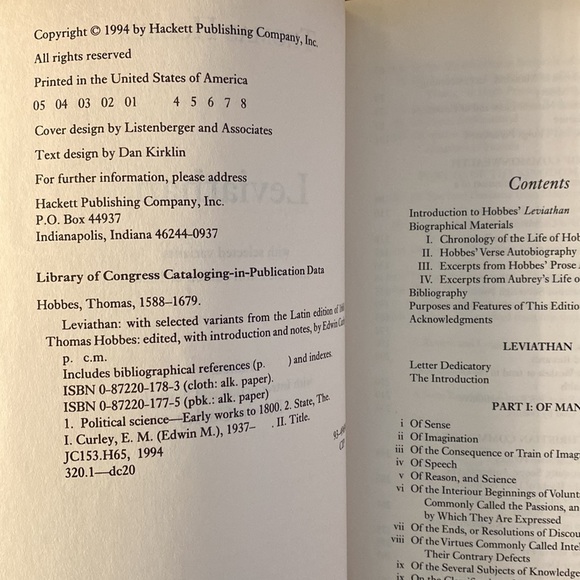 Copyright © 1994 by Hackett Publishing Company, Inc.
All rights reserved
Printed in the United States of America
05 04 03 02 01 4 5 6 7 8
Cover design by Listenberger and Associates
Text design by Dan Kirklin
For further information, please address
Hackett Publishing Company, Inc.
P.O. Box 44937
Indianapolis, Indiana 46244-0937
Library of Congress Cataloging-in-Publication Data
Hobbes, Thomas, 1588–1679.
Leviathan: with selected variants from the Latin edition of
Thomas Hobbes: edited, with introduction and notes, by Edwin
p. c.m.
Includes bibliographical references (p. ) and indexes.
ISBN 0-87220-178-3 (cloth: alk. paper).
ISBN 0-87220-177-5 (pbk.: alk. paper)
1. Political science—Early works to 1800. 2. State, The.
I. Curley, E. M. (Edwin M.), 1937– . II. Title.
JC153.H65, 1994
320.1—dc20
Contents
Introduction to Hobbes' Leviathan
Biographical Materials
I. Chronology of the Life of
II. Hobbes' Verse Autobiography
III. Excerpts from Hobbes' Prose
IV. Excerpts from Aubrey's Life
Bibliography
Purposes and Features of This
Acknowledgments
LEVIATHAN
Letter Dedicatory
The Introduction
PART I: OF
i Of Sense
ii Of Imagination
iii Of the Consequence or Train of
iv Of Speech
v Of Reason, and Science
vi Of the Interiour Beginnings of
Commonly Called the Passions,
by Which They Are Expressed
vii Of the Ends, or Resolutions of
viii Of the Virtues Commonly Called
Their Contrary Defects
ix Of the Several Subjects of Knowledge